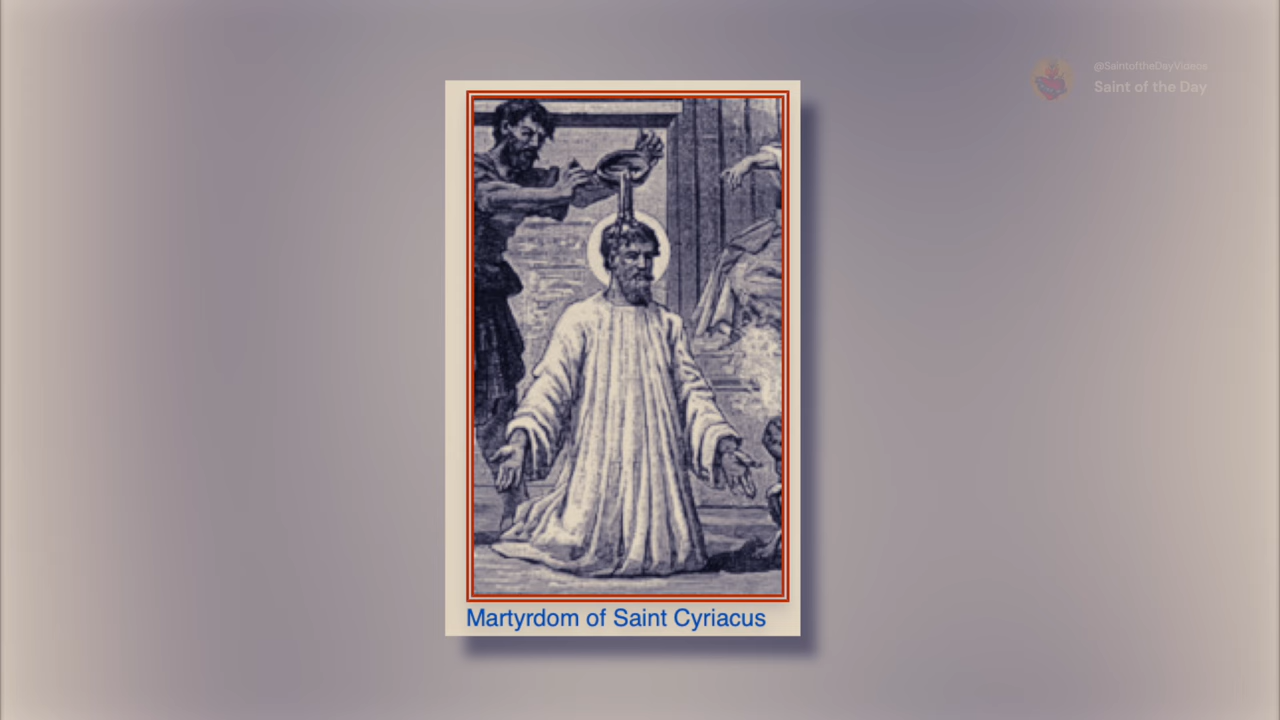 @SaintoftheDayVideos
Saint of the Day
Martyrdom of Saint Cyriacus